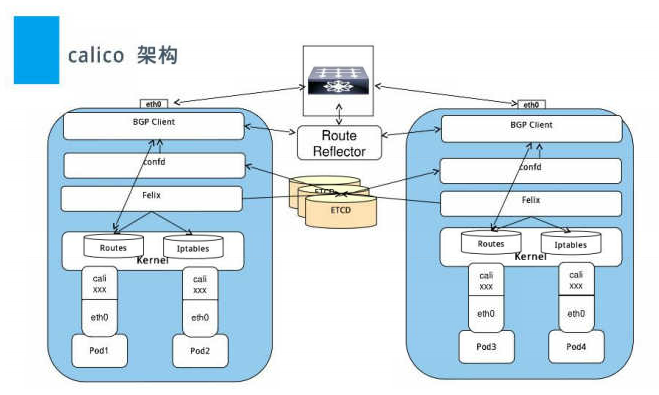 calico 架构
eth0
BGP Client
confd
Felix
Routes
Iptables
Kernel
cali
xxx
eth0
Pod1
cali
xxx
eth0
Pod2
Route
Reflector
ETCD
ETCD
eth0
BGP Client
confd
Felix
Routes
Iptables
Kernel
cali
xxx
eth0
Pod3
cali
xxx
eth0
Pod4